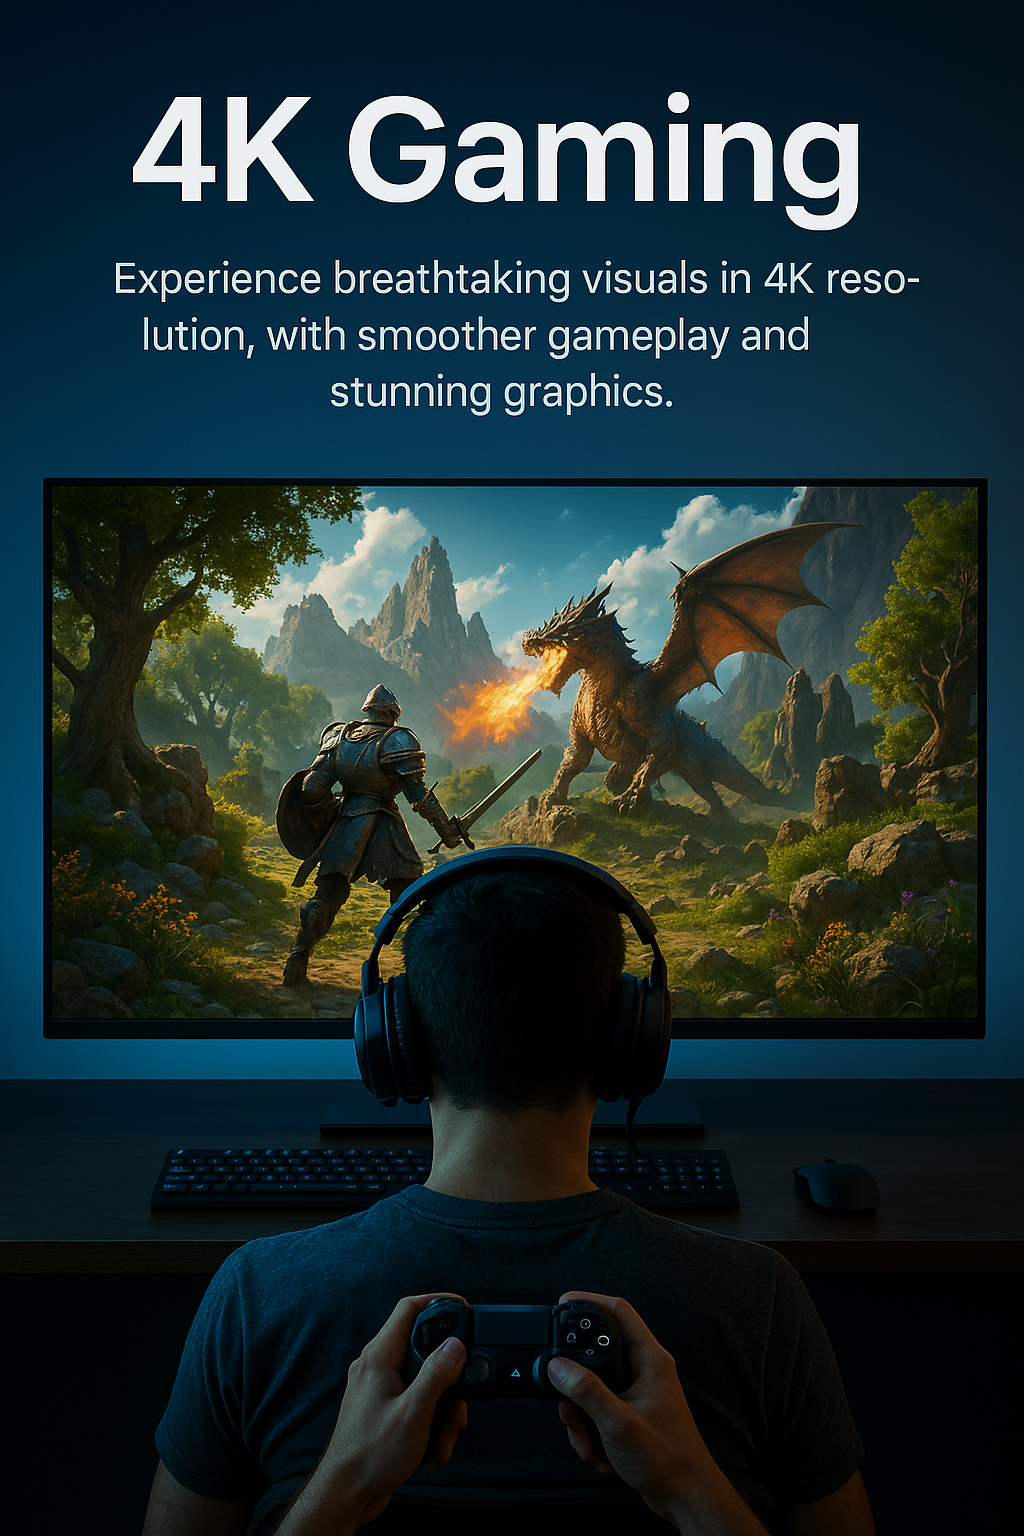 4K Gaming
Experience breathtaking visuals in 4K reso-
lution, with smoother gameplay and
stunning graphics.